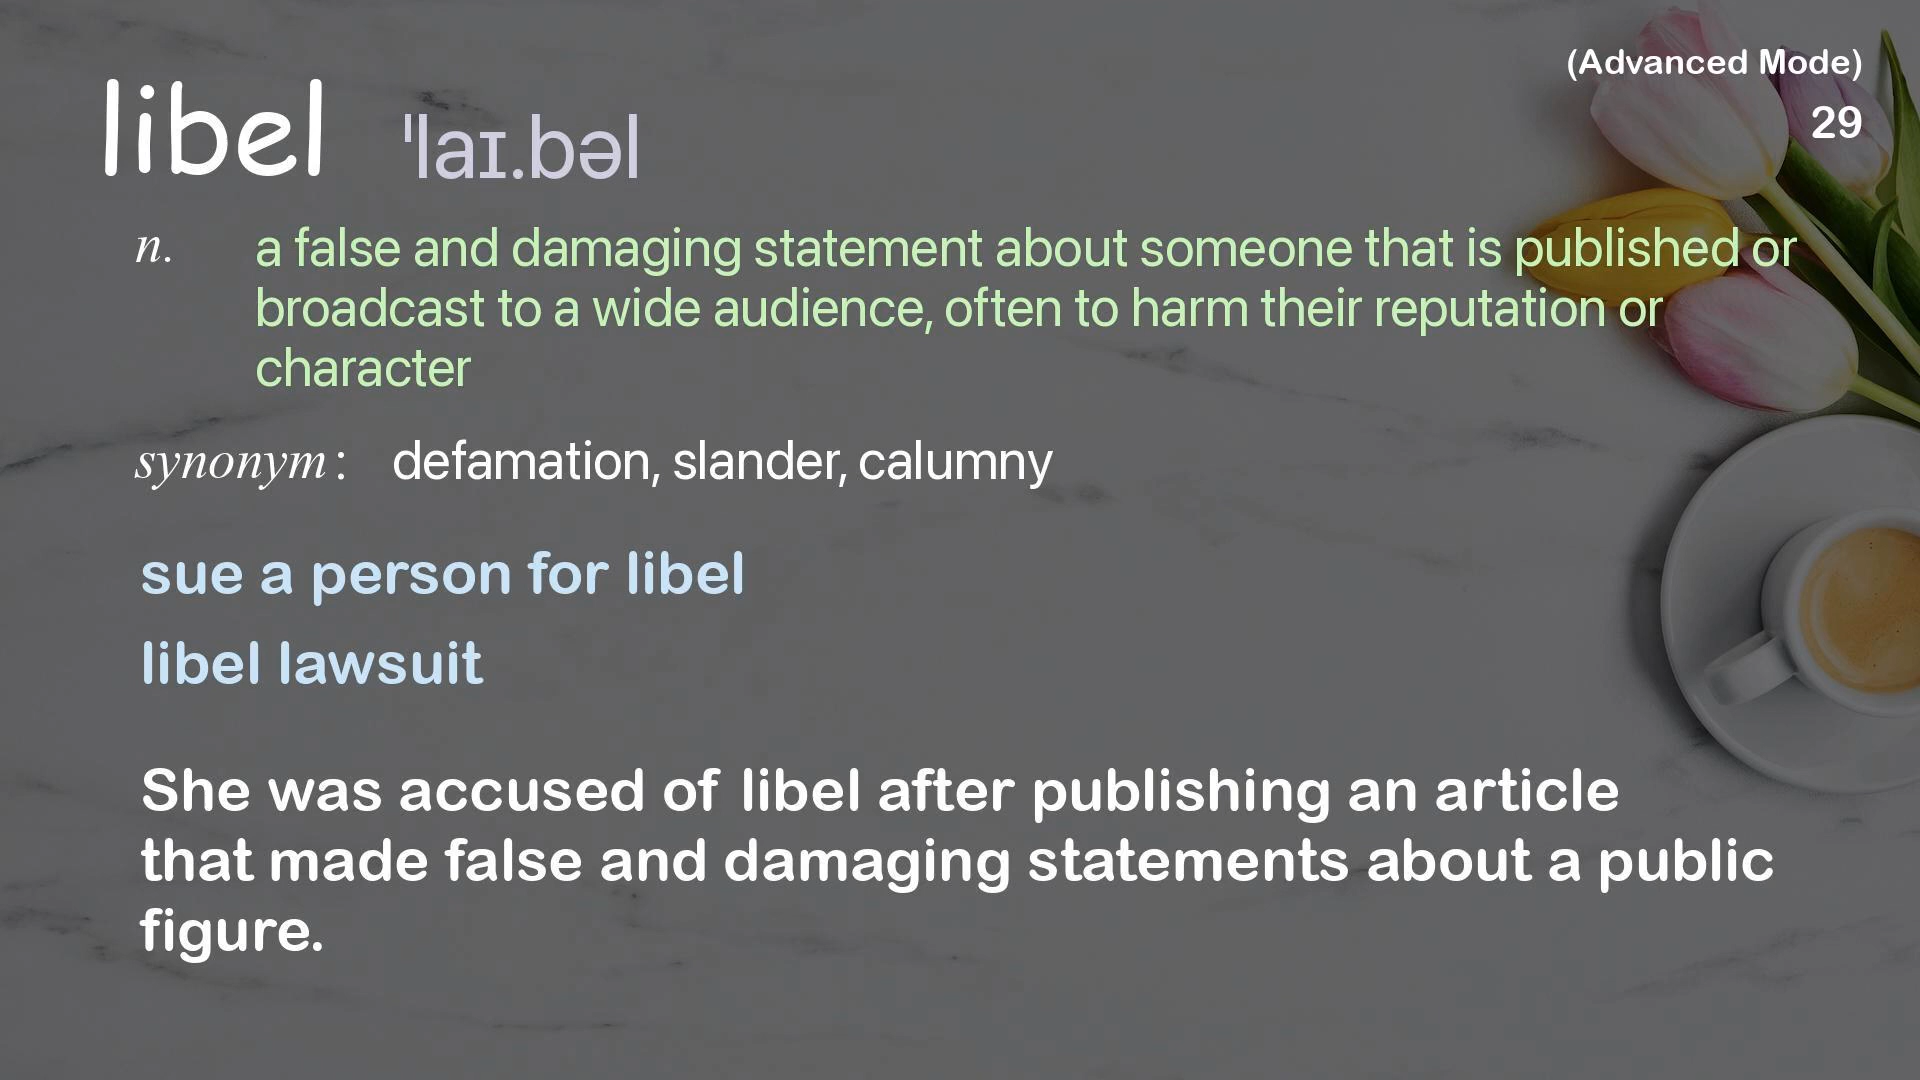 (Advanced Mode)
29
libel ˈlaɪ.bəl
n. a false and damaging statement about someone that is published or
broadcast to a wide audience, often to harm their reputation or
character
synonym: defamation, slander, calumny
sue a person for libel
libel lawsuit
She was accused of libel after publishing an article
that made false and damaging statements about a public
figure.